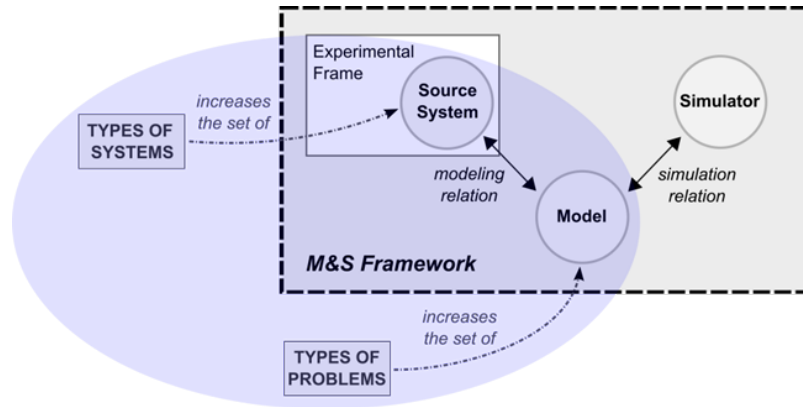 Experimental
Frame
Source
System
Simulator
increases
the set of
TYPES OF
SYSTEMS
modeling
relation
simulation
relation
Model
M&S Framework
increases
the set of
TYPES OF
PROBLEMS